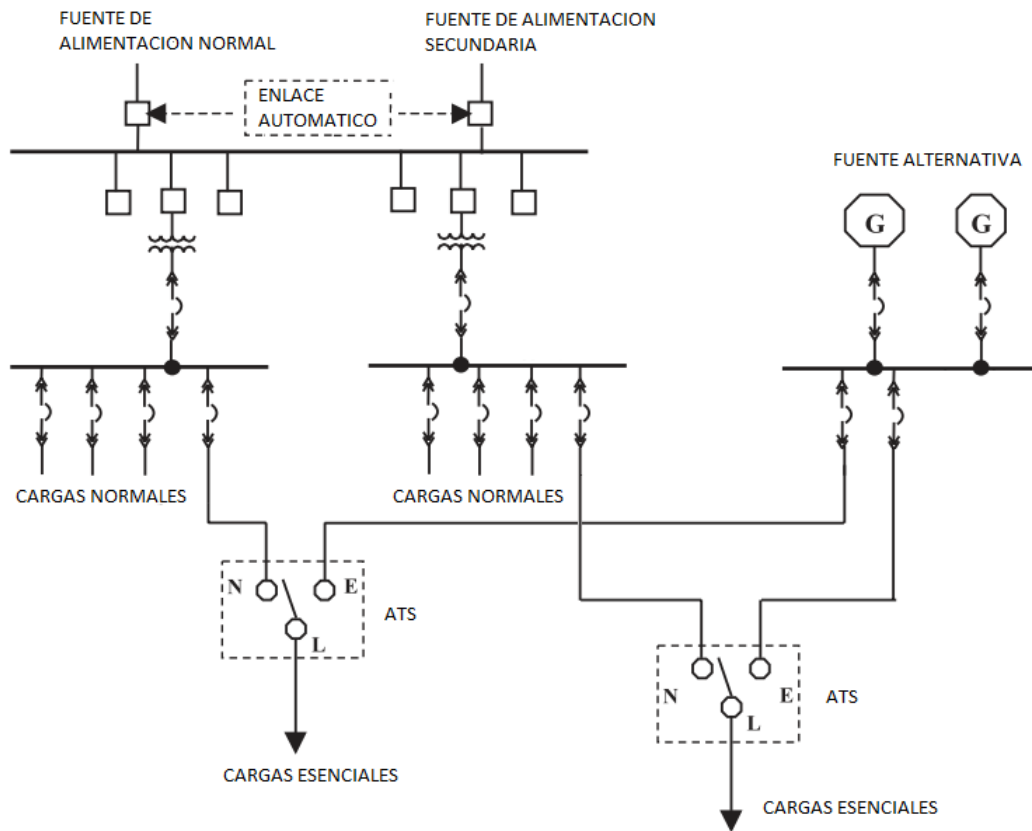 FUENTE DE
ALIMENTACION NORMAL
FUENTE DE ALIMENTACION
SECUNDARIA
ENLACE
AUTOMATICO
FUENTE ALTERNATIVA
G
G
CARGAS NORMALES
CARGAS NORMALES
N
E
L
ATS
N
E
L
ATS
CARGAS ESENCIALES
CARGAS ESENCIALES